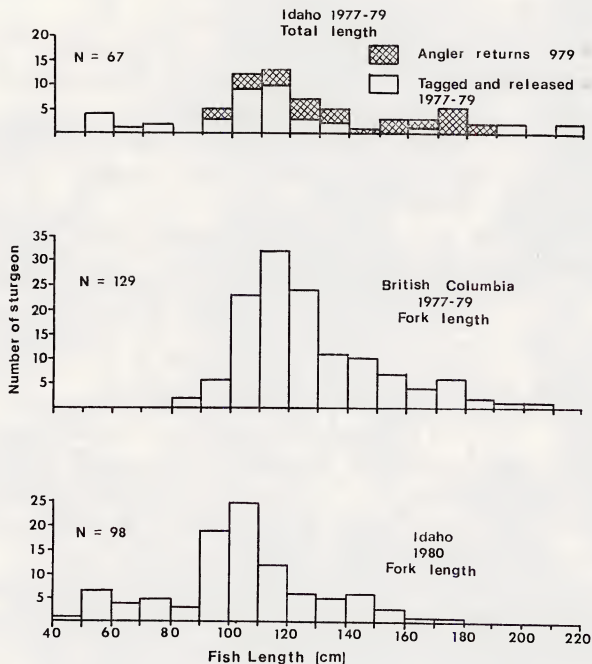 Idaho 1977-79
Total length
20
15
10
5
N = 67
Angler returns 979
Tagged and released
1977-79
35
30
25
20
15
10
5
N = 129
British Columbia
1977-79
Fork length
Number of sturgeon
25
20
15
10
5
N = 98
Idaho
1980
Fork length
40 60 80 100 120 140 160 180 200 220
Fish Length (cm)